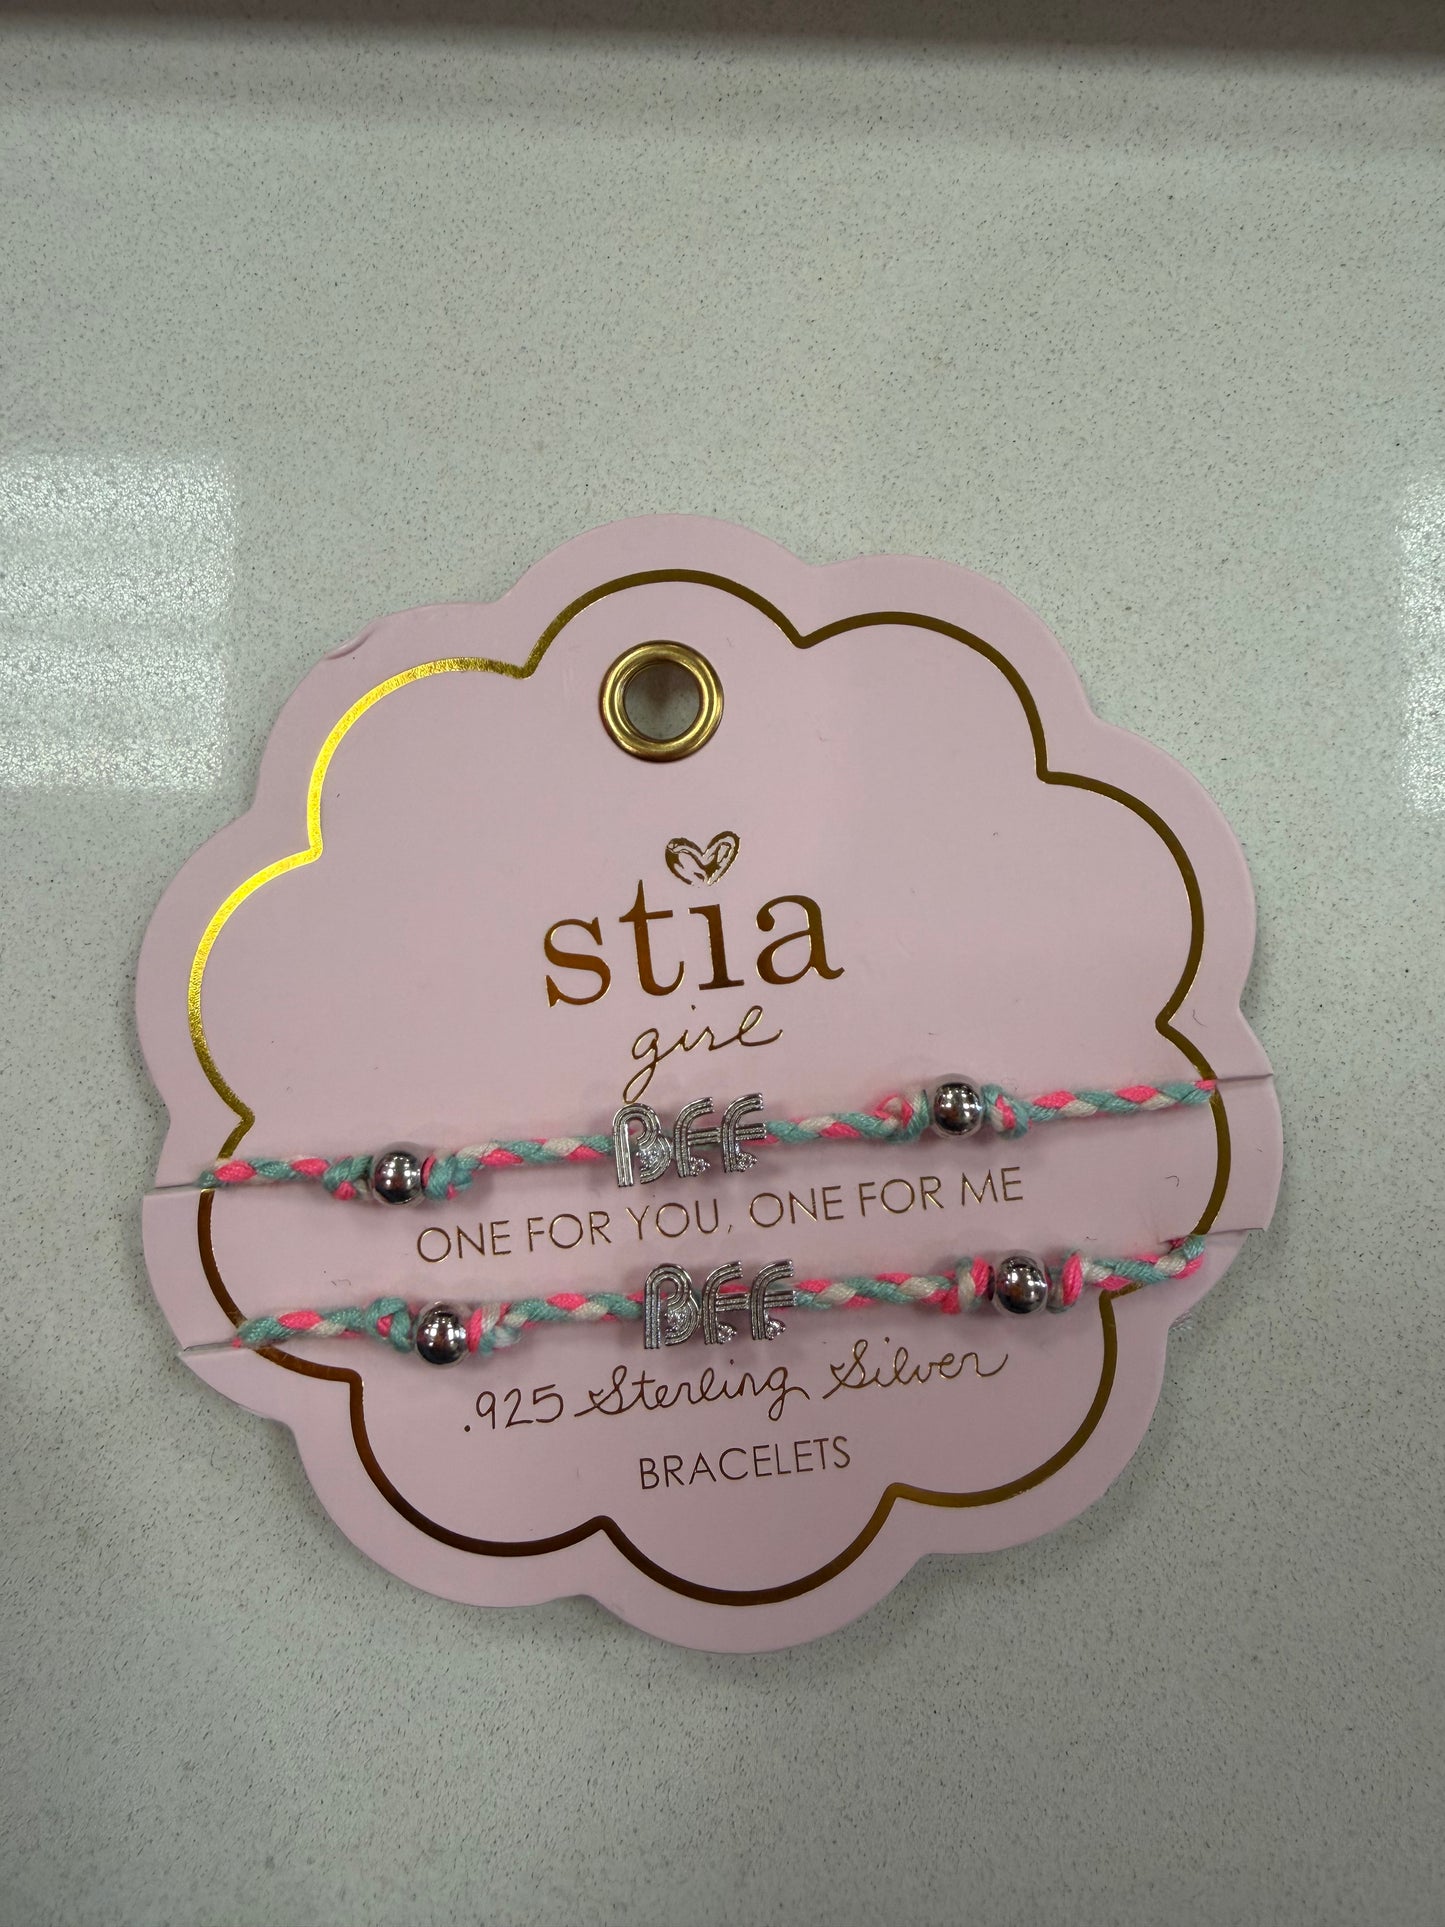 stia
girl
BFF
ONE FOR YOU, ONE FOR ME
BFF
.925 Sterling Silver
BRACELETS